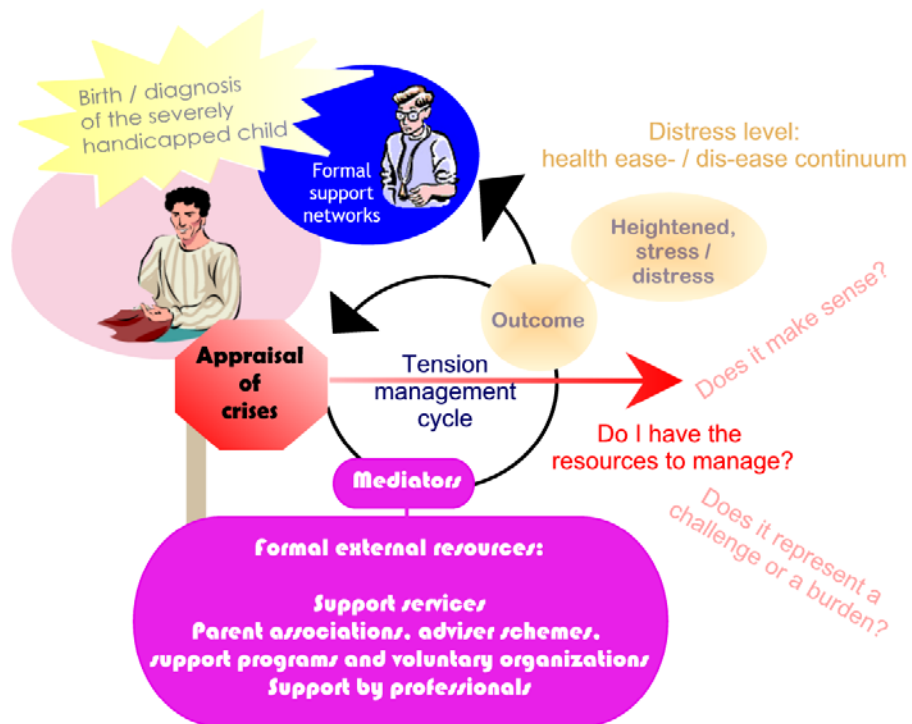 Birth / diagnosis
of the severely
handicapped child
Formal
support
networks
Distress level:
health ease- / dis-ease continuum
Heightened,
stress /
distress
Outcome
Appraisal
of
crises
Tension
management
cycle
Does it make sense?
Do I have the
resources to manage?
Does it represent a
challenge or a burden?
Mediators
Formal external resources:
Support services
Parent associations, adviser schemes,
support programs and voluntary organizations
Support by professionals